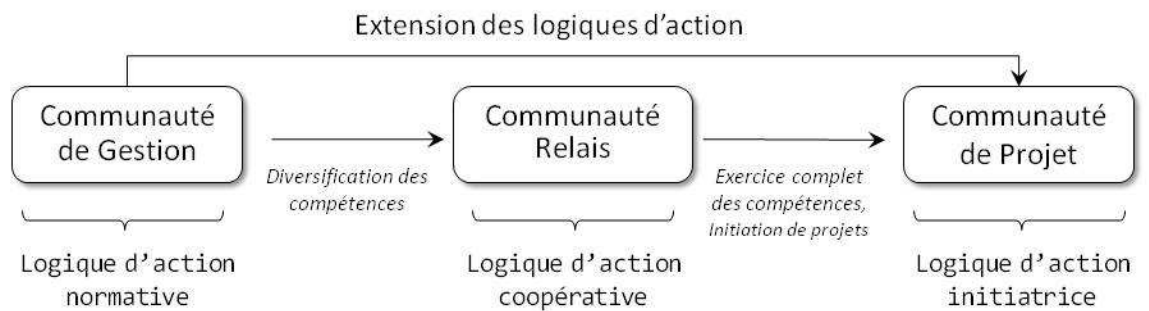 Extension des logiques d’action
Communauté
de Gestion
Diversification des
compétences
Communauté
Relais
Exercice complet
des compétences,
Initiation de projets
Communauté
de Projet
Logique d’action
normative
Logique d’action
coopérative
Logique d’action
initiatrice